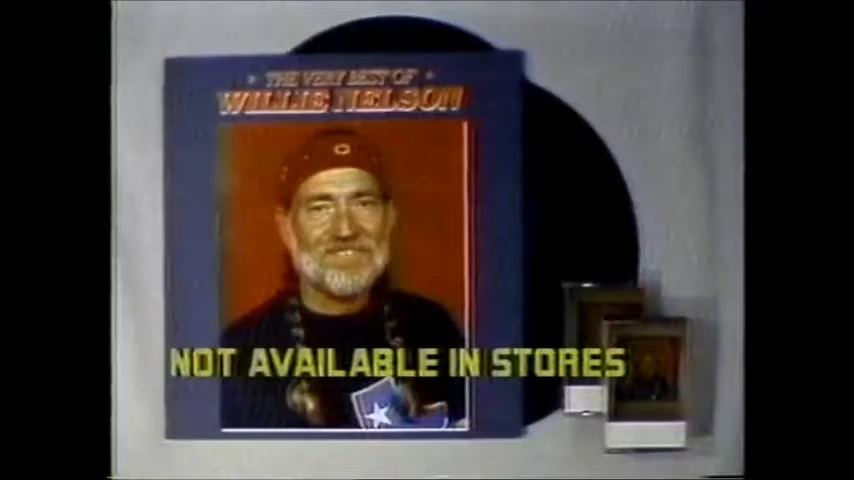 THE VERY BEST OF
WILLIE NELSON
NOT AVAILABLE IN STORES